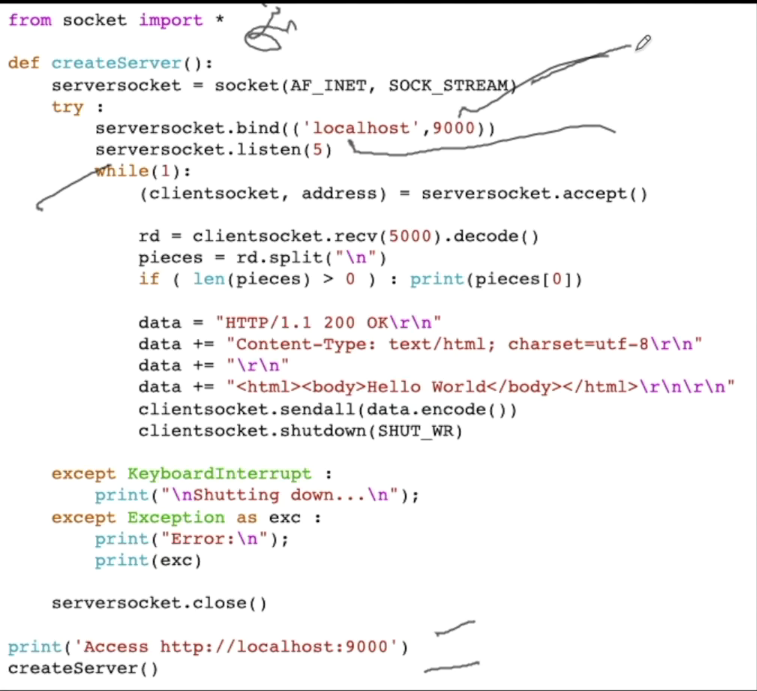 from socket import *
def createServer():
    serversocket = socket(AF_INET, SOCK_STREAM)
    try :
        serversocket.bind(('localhost',9000))
        serversocket.listen(5)
        while(1):
            (clientsocket, address) = serversocket.accept()
            rd = clientsocket.recv(5000).decode()
            pieces = rd.split("\n")
            if ( len(pieces) > 0 ) : print(pieces[0])
            data = "HTTP/1.1 200 OK\r\n"
            data += "Content-Type: text/html; charset=utf-8\r\n"
            data += "\r\n"
            data += "<html><body>Hello World</body></html>\r\n\r\n"
            clientsocket.sendall(data.encode())
            clientsocket.shutdown(SHUT_WR)
    except KeyboardInterrupt :
        print("\nShutting down...\n");
    except Exception as exc :
        print("Error:\n");
        print(exc)
    serversocket.close()
print('Access http://localhost:9000')
createServer()